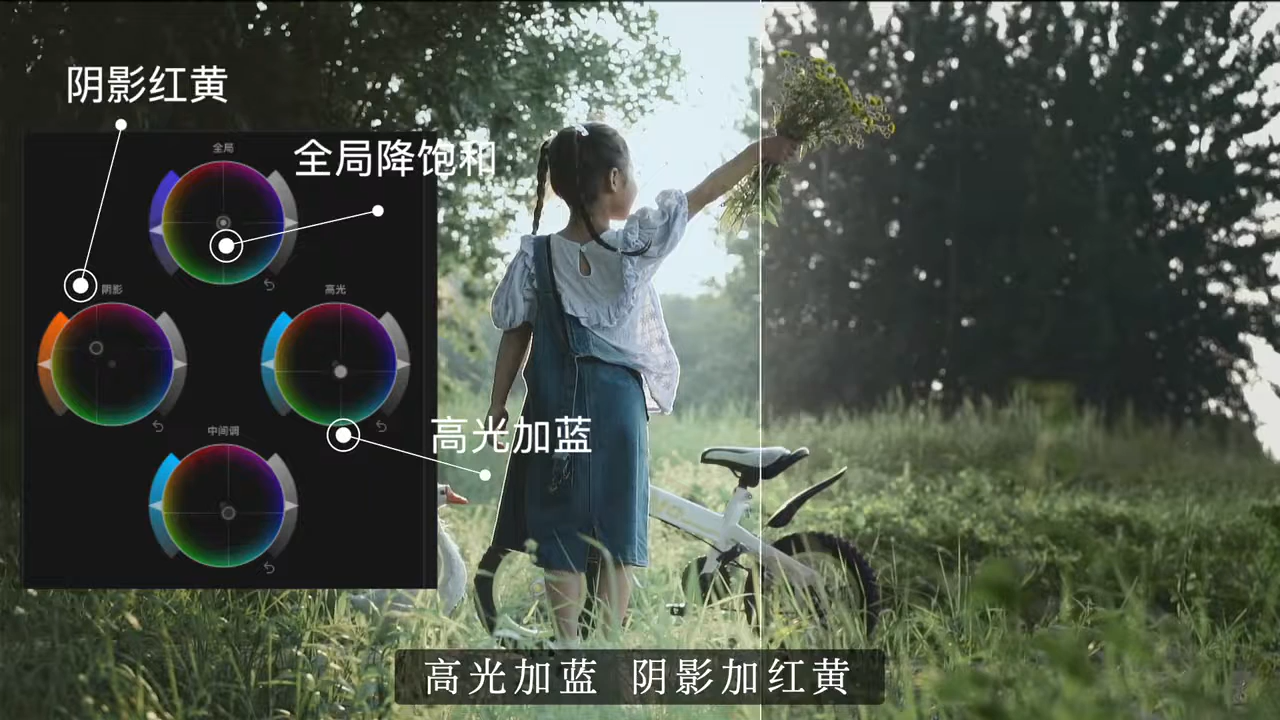 阴影红黄
全局
全局降饱和
阴影
高光
中间调
高光加蓝
高光加蓝 阴影加红黄